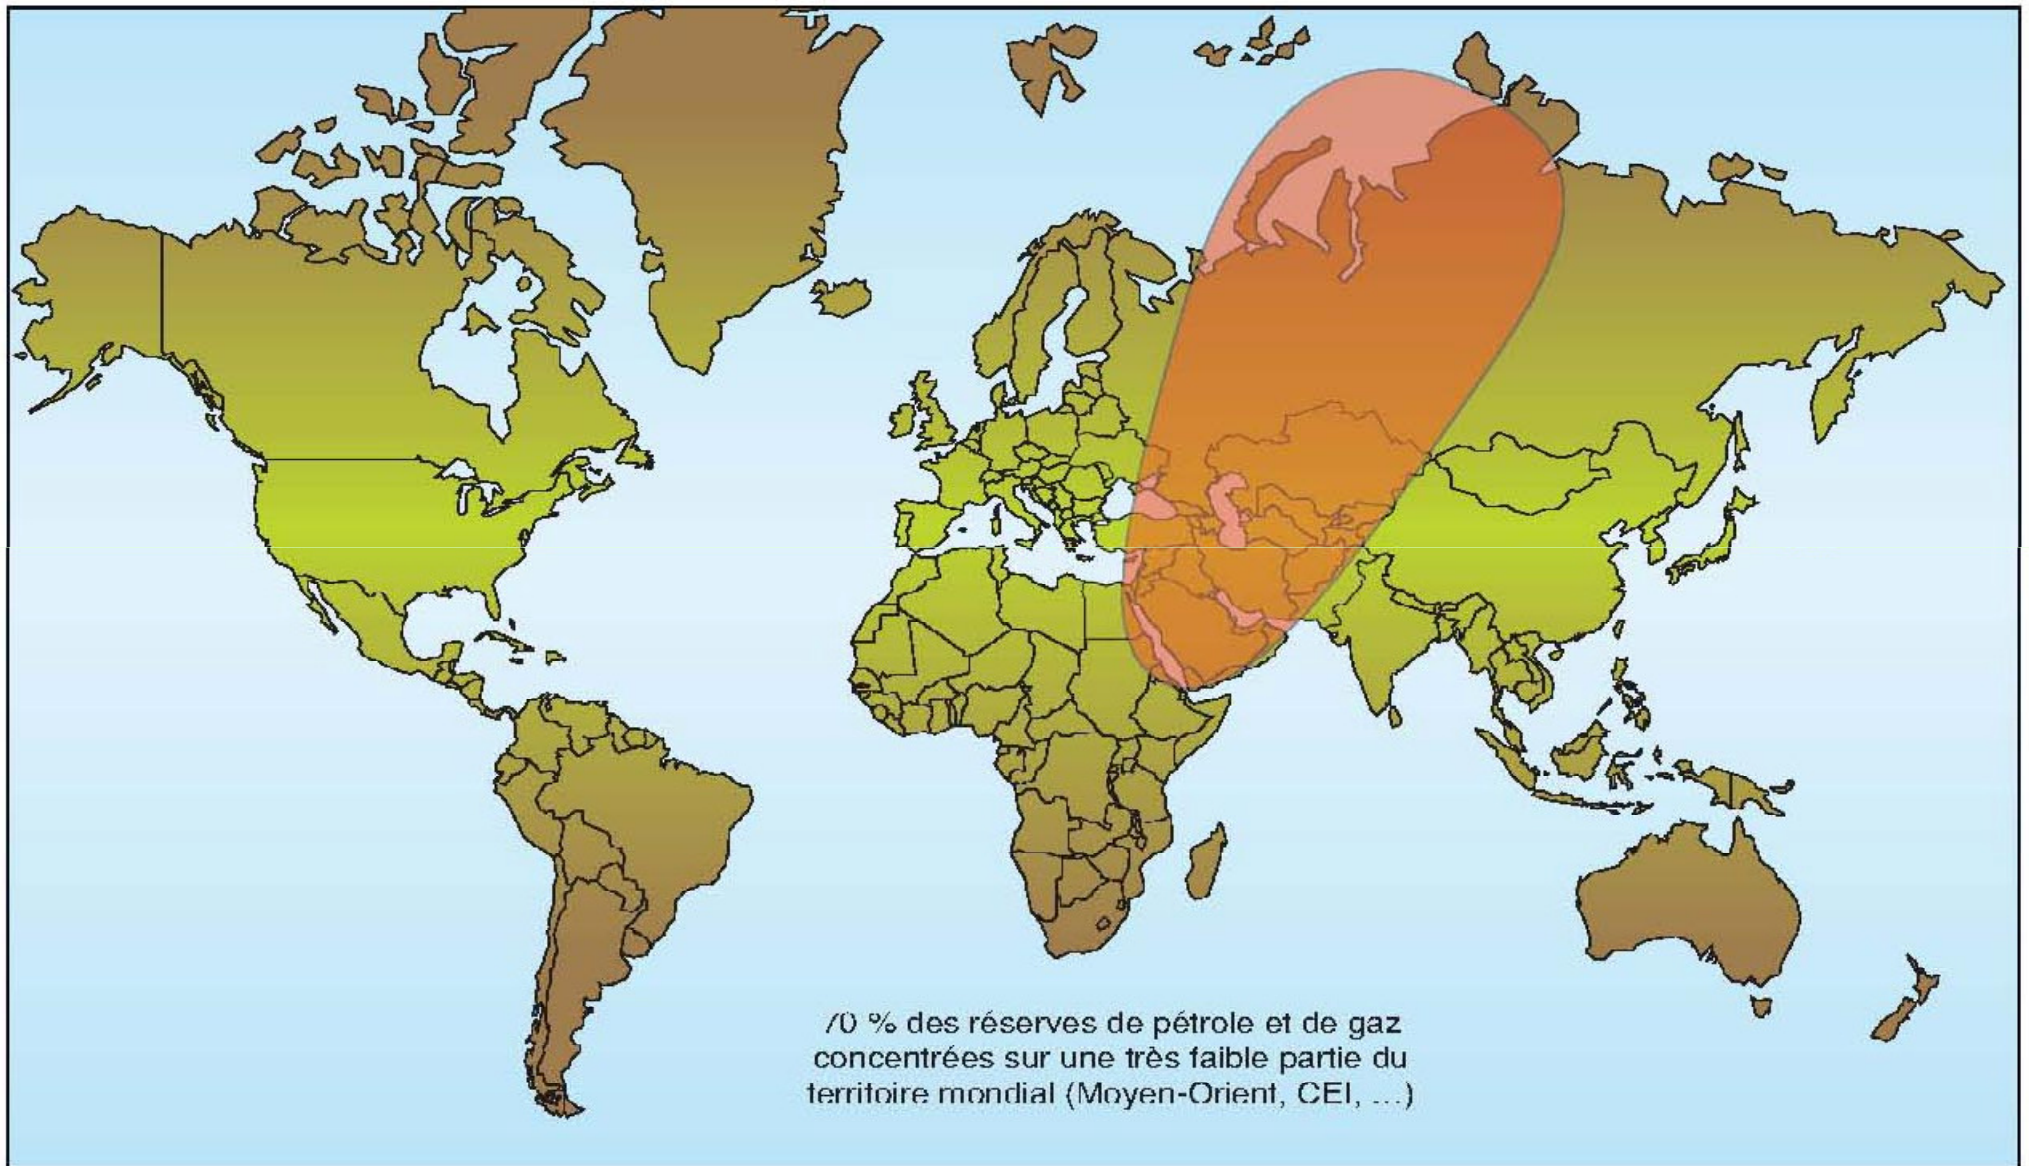 70 % des réserves de pétrole et de gaz
concentrées sur une très faible partie du
territoire mondial (Moyen-Orient, CEI, …)